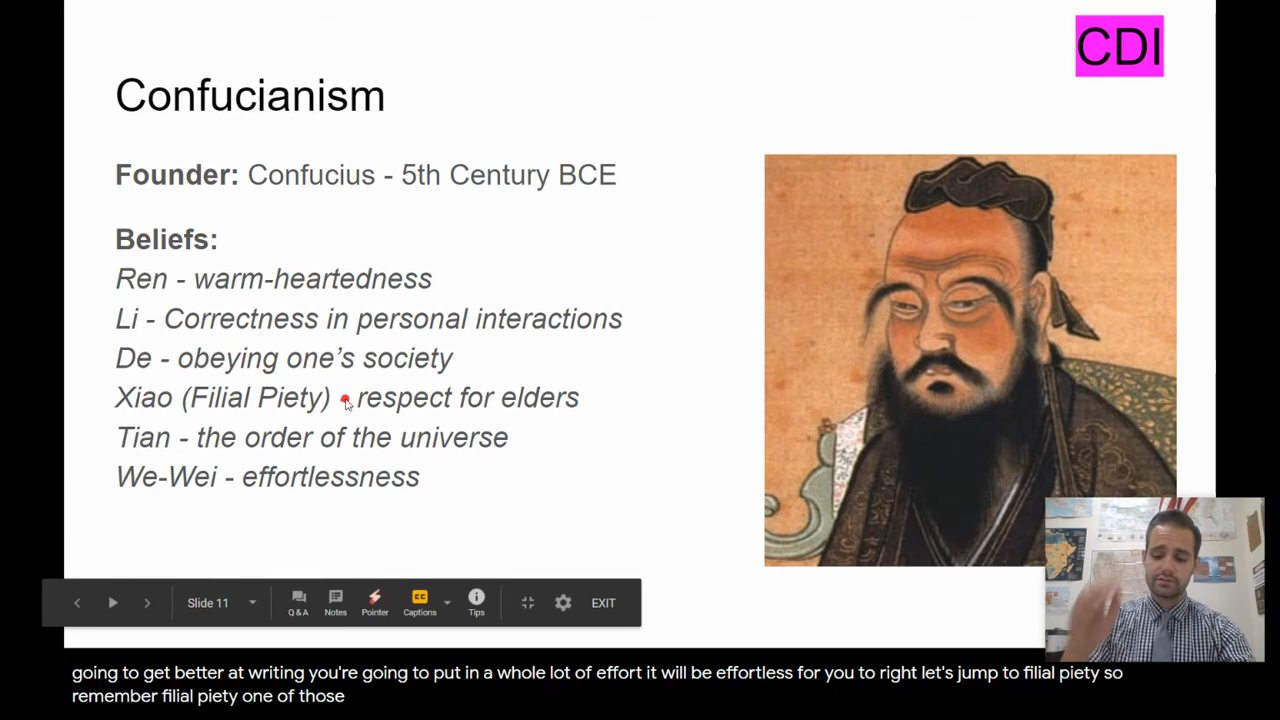 CDI
Confucianism
Founder: Confucius - 5th Century BCE
Beliefs:
Ren - warm-heartedness
Li - Correctness in personal interactions
De - obeying one's society
Xiao (Filial Piety) - respect for elders
Tian - the order of the universe
We-Wei - effortlessness
Slide 11
Q & A
Notes
Pointer
CC
Captions
Tips
EXIT
going to get better at writing you're going to put in a whole lot of effort it will be effortless for you to right let's jump to filial piety so
remember filial piety one of those